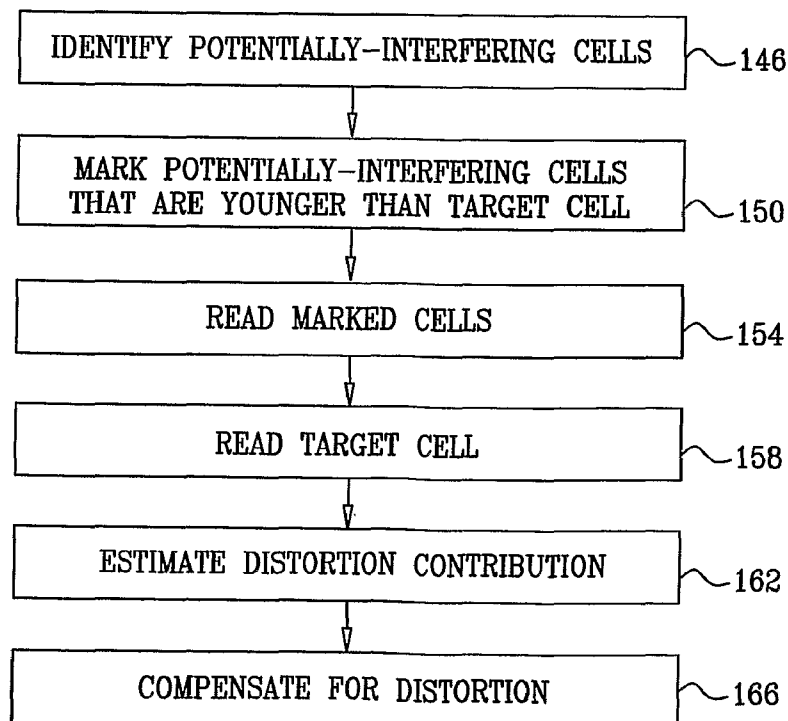 IDENTIFY POTENTIALLY-INTERFERING CELLS
146
MARK POTENTIALLY-INTERFERING CELLS
THAT ARE YOUNGER THAN TARGET CELL
150
READ MARKED CELLS
154
READ TARGET CELL
158
ESTIMATE DISTORTION CONTRIBUTION
162
COMPENSATE FOR DISTORTION
166